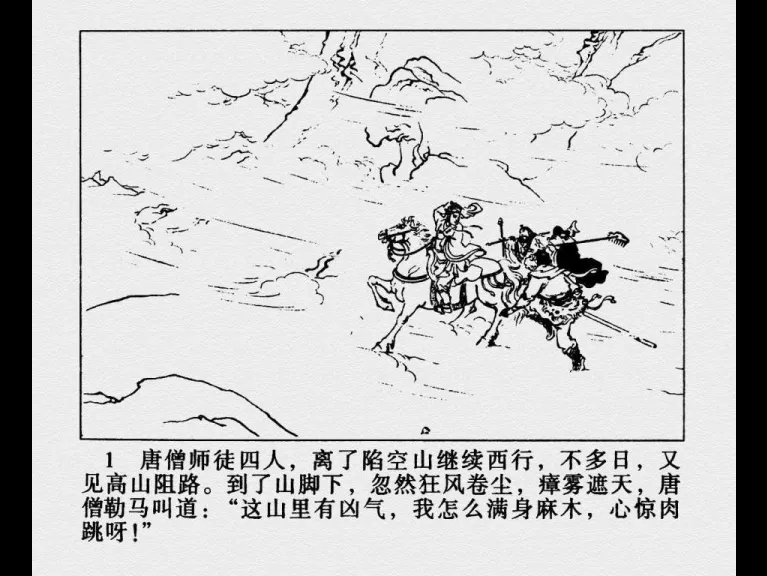 1 唐僧师徒四人，离了陷空山继续西行，不多日，又
见高山阻路。到了山脚下，忽然狂风卷尘，瘴雾遮天，唐
僧勒马叫道：“这山里有凶气，我怎么满身麻木，心惊肉
跳呀！”